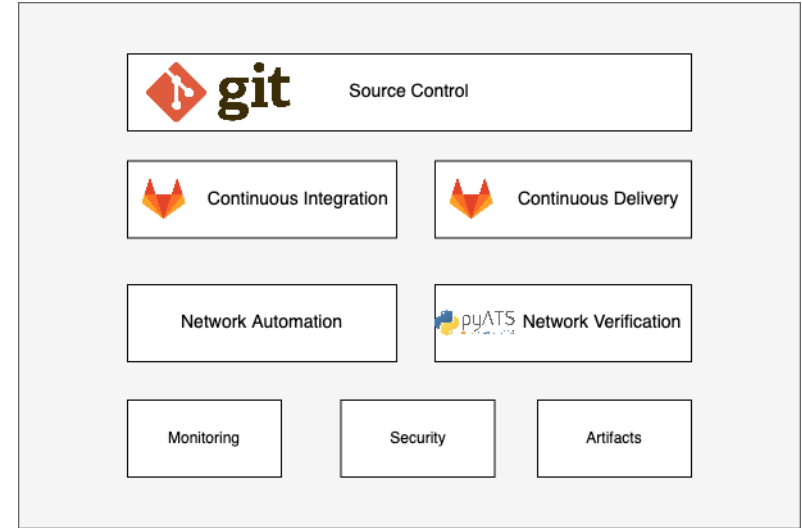 git Source Control
Continuous Integration
Continuous Delivery
Network Automation
pyATS Network Verification
Monitoring
Security
Artifacts